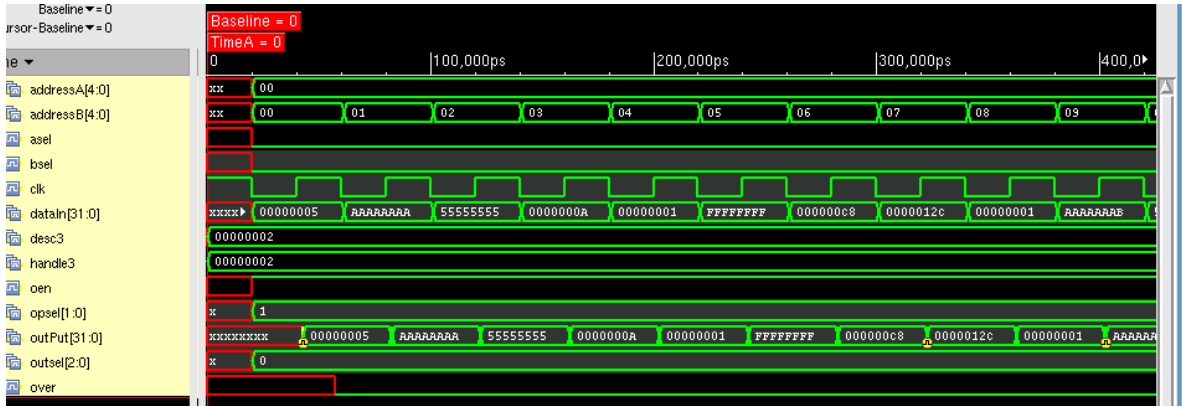 Baseline▼= 0
ursor-Baseline▼= 0
Baseline = 0
TimeA = 0
ne ▼
0 100,000ps 200,000ps 300,000ps 400,0
addressA[4:0] xx 00
addressB[4:0] xx 00 01 02 03 04 05 06 07 08 09
asel
bsel
clk
dataIn[31:0] xxxx 00000005 AAAAAAAA 55555555 0000000A 00000001 FFFFFFFF 000000C8 0000012C 00000001 AAAAAAAB
desc3 00000002
handle3 00000002
oen
opsel[1:0] x 1
outPut[31:0] xxxxxxxx 00000005 AAAAAAAA 55555555 0000000A 00000001 FFFFFFFF 000000C8 0000012C 00000001 AAAAAA
outsel[2:0] x 0
over